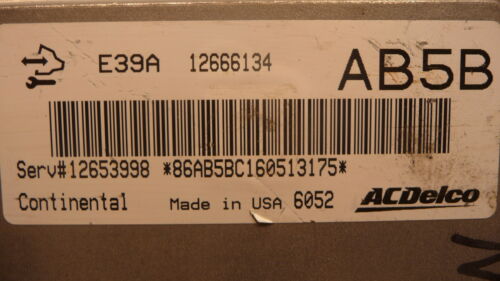 E39A 12666134 AB5B
Serv#12653998 *86AB5BC160513175*
Continental Made in USA 6052 ACDelco